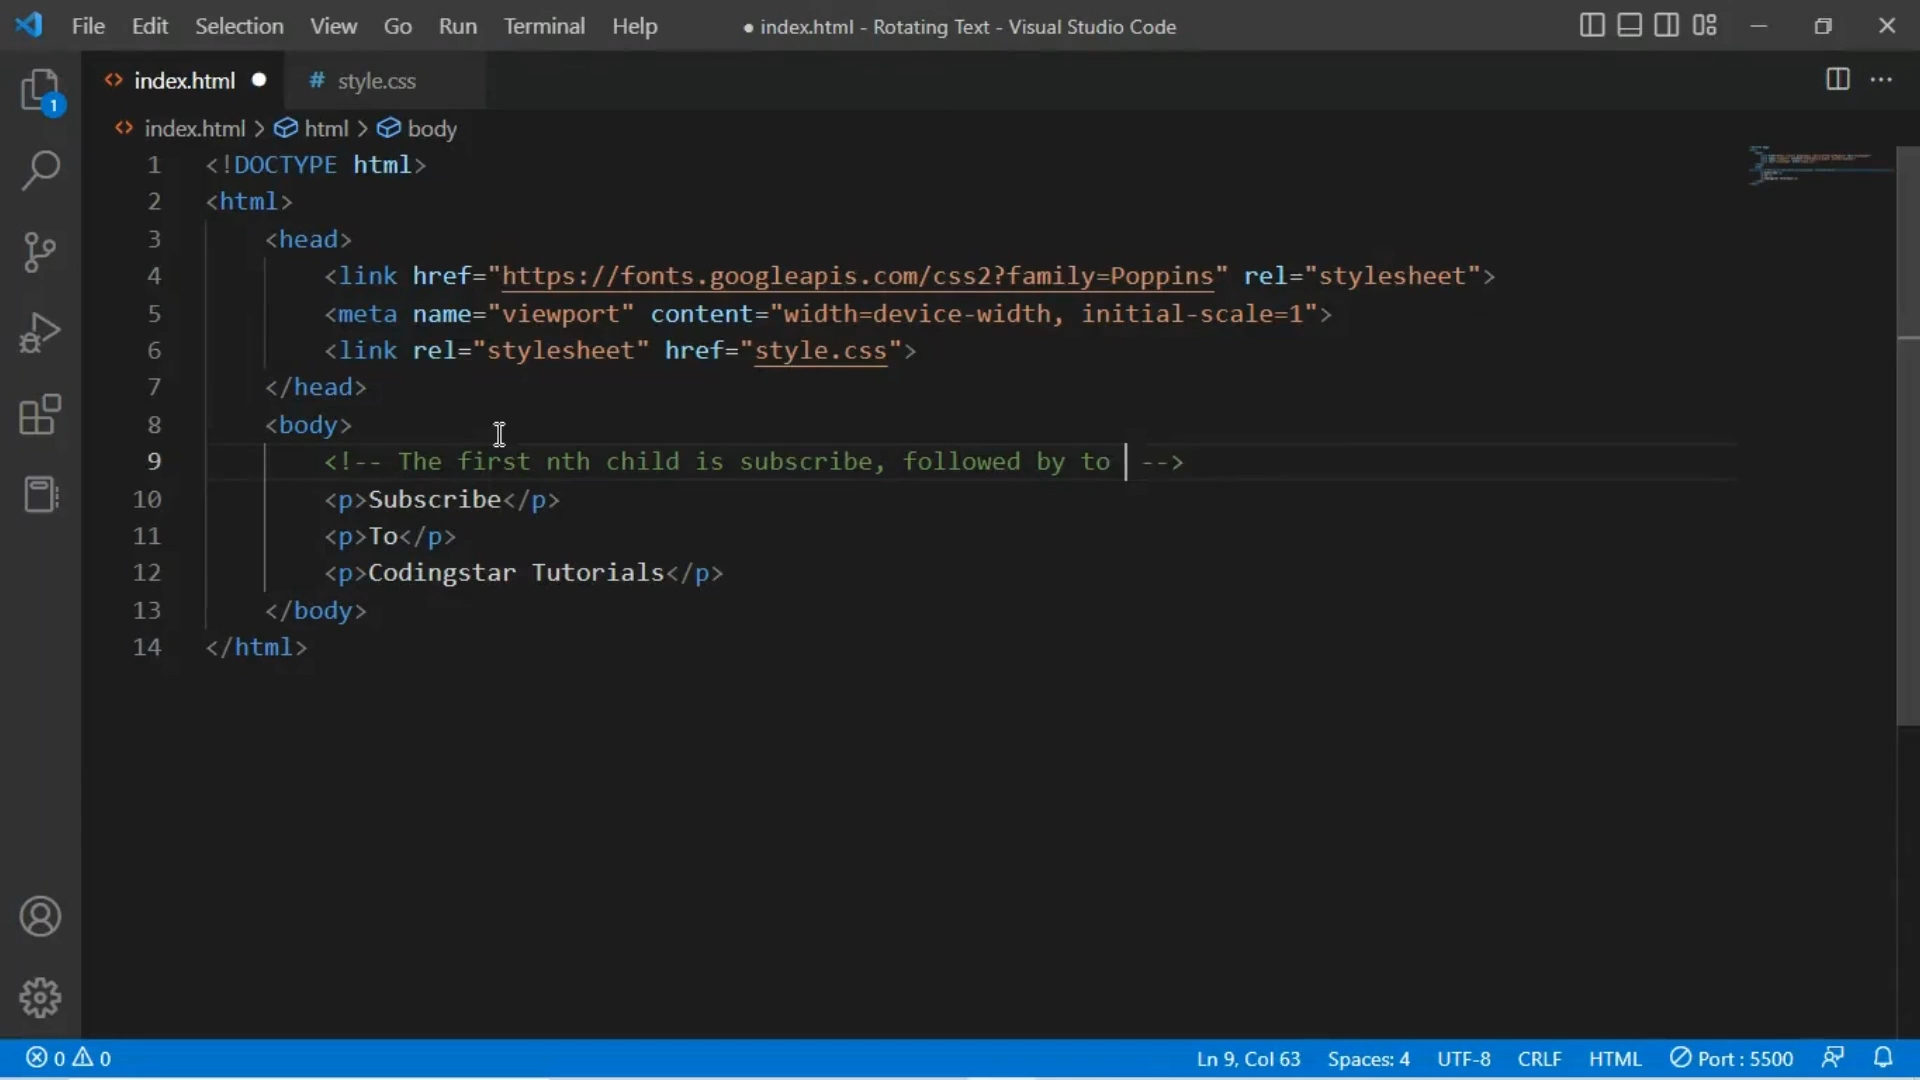 File Edit Selection View Go Run Terminal Help ● index.html - Rotating Text - Visual Studio Code
index.html # style.css
1
index.html > html > body
1 <!DOCTYPE html>
2 <html>
3 <head>
4 <link href="https://fonts.googleapis.com/css2?family=Poppins" rel="stylesheet">
5 <meta name="viewport" content="width=device-width, initial-scale=1">
6 <link rel="stylesheet" href="style.css">
7 </head>
8 <body>
9 <!-- The first nth child is subscribe, followed by to  -->
10 <p>Subscribe</p>
11 <p>To</p>
12 <p>Codingstar Tutorials</p>
13 </body>
14 </html>
0 0 Ln 9, Col 63 Spaces: 4 UTF-8 CRLF HTML Port : 5500